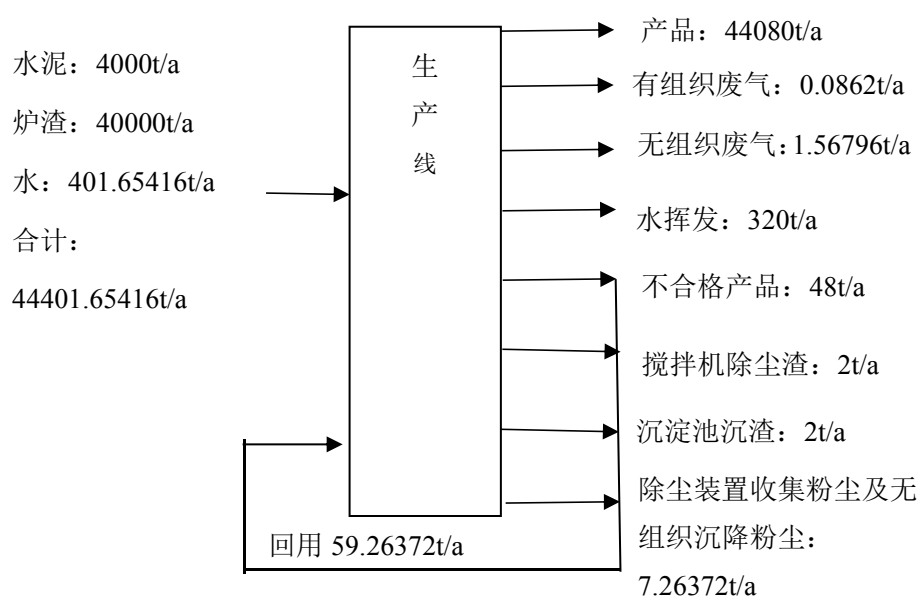 水泥：4000t/a
炉渣：40000t/a
水：401.65416t/a
合计：
44401.65416t/a
生
产
线
产品：44080t/a
有组织废气：0.0862t/a
无组织废气：1.56796t/a
水挥发：320t/a
不合格产品：48t/a
搅拌机除尘渣：2t/a
沉淀池沉渣：2t/a
除尘装置收集粉尘及无
组织沉降粉尘：
7.26372t/a
回用 59.26372t/a